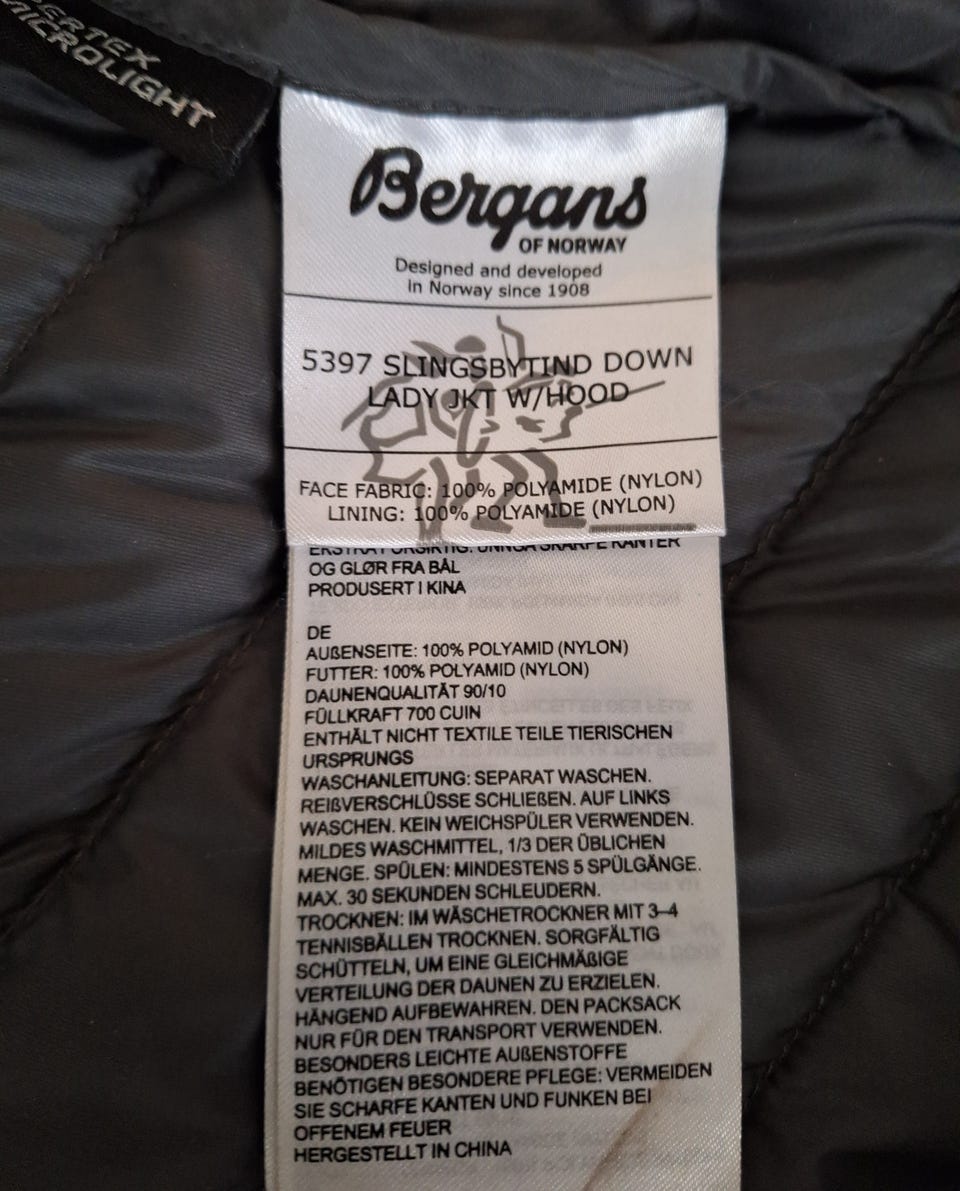 MICROLIGHT
Bergans
OF NORWAY
Designed and developed
in Norway since 1908
5397 SLINGSBYTIND DOWN
LADY JKT W/HOOD
FACE FABRIC: 100% POLYAMIDE (NYLON)
LINING: 100% POLYAMIDE (NYLON)
KANTER
OG GLØR FRA BÅL
PRODUSERT I KINA
DE
AUßENSEITE: 100% POLYAMID (NYLON)
FUTTER: 100% POLYAMID (NYLON)
DAUNENQUALITÄT 90/10
FÜLLKRAFT 700 CUIN
ENTHÄLT NICHT TEXTILE TEILE TIERISCHEN
URSPRUNGS
WASCHANLEITUNG: SEPARAT WASCHEN.
REIßVERSCHLÜSSE SCHLIEßEN. AUF LINKS
WASCHEN. KEIN WEICHSPÜLER VERWENDEN.
MILDES WASCHMITTEL, 1/3 DER ÜBLICHEN
MENGE. SPÜLEN: MINDESTENS 5 SPÜLGÄNGE.
MAX. 30 SEKUNDEN SCHLEUDERN.
TROCKNEN: IM WÄSCHETROCKNER MIT 3–4
TENNISBÄLLEN TROCKNEN. SORGFÄLTIG
SCHÜTTELN, UM EINE GLEICHMÄßIGE
VERTEILUNG DER DAUNEN ZU ERZIELEN.
HÄNGEND AUFBEWAHREN. DEN PACKSACK
NUR FÜR DEN TRANSPORT VERWENDEN.
BESONDERS LEICHTE AUßENSTOFFE
BENÖTIGEN BESONDERE PFLEGE: VERMEIDEN
SIE SCHARFE KANTEN UND FUNKEN BEI
OFFENEM FEUER
HERGESTELLT IN CHINA